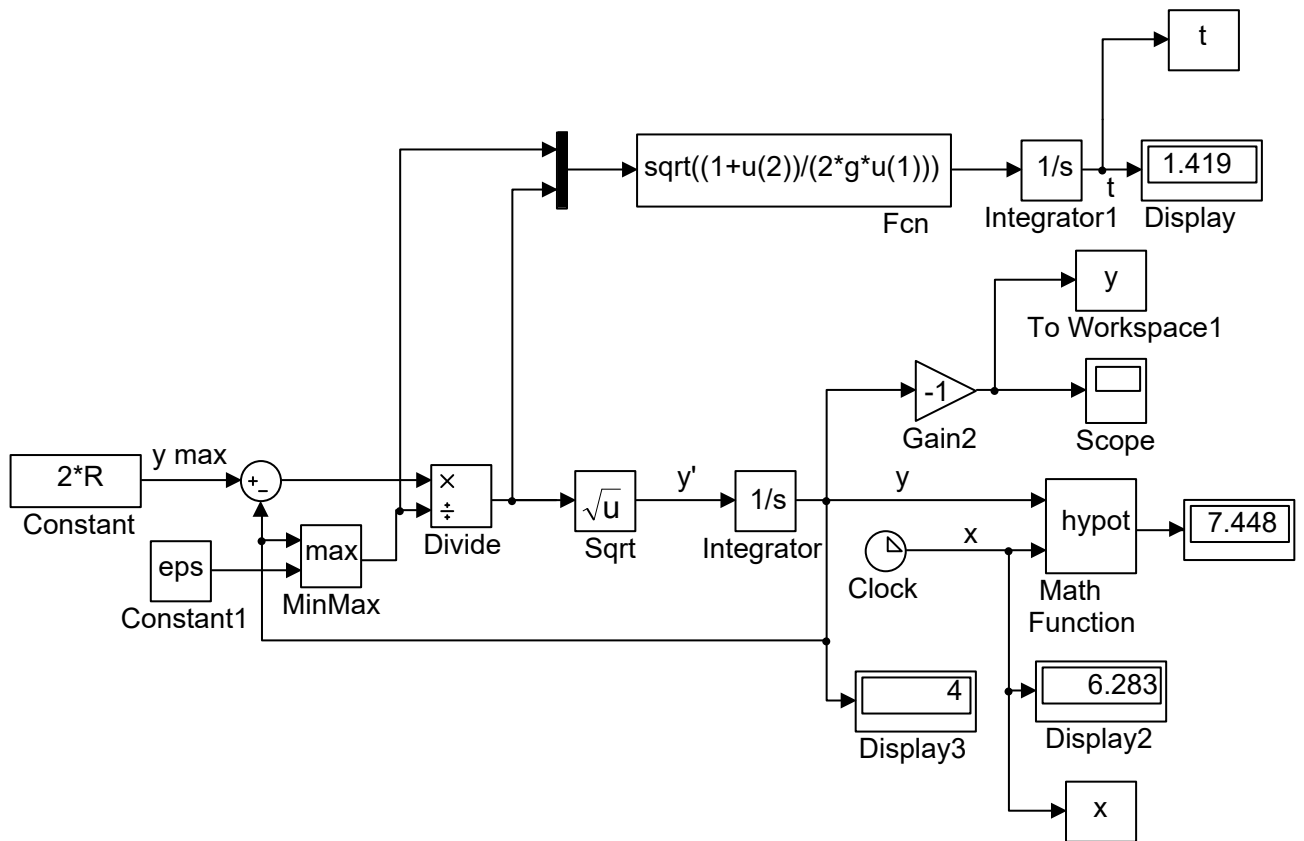 t
sqrt((1+u(2))/(2*g*u(1)))
Fcn
1/s
Integrator1
t
1.419
Display
y
To Workspace1
-1
Gain2
Scope
2*R
Constant
y max
+
−
×
÷
Divide
√u
Sqrt
y'
1/s
Integrator
y
hypot
Math
Function
7.448
eps
Constant1
max
MinMax
Clock
x
4
Display3
6.283
Display2
x